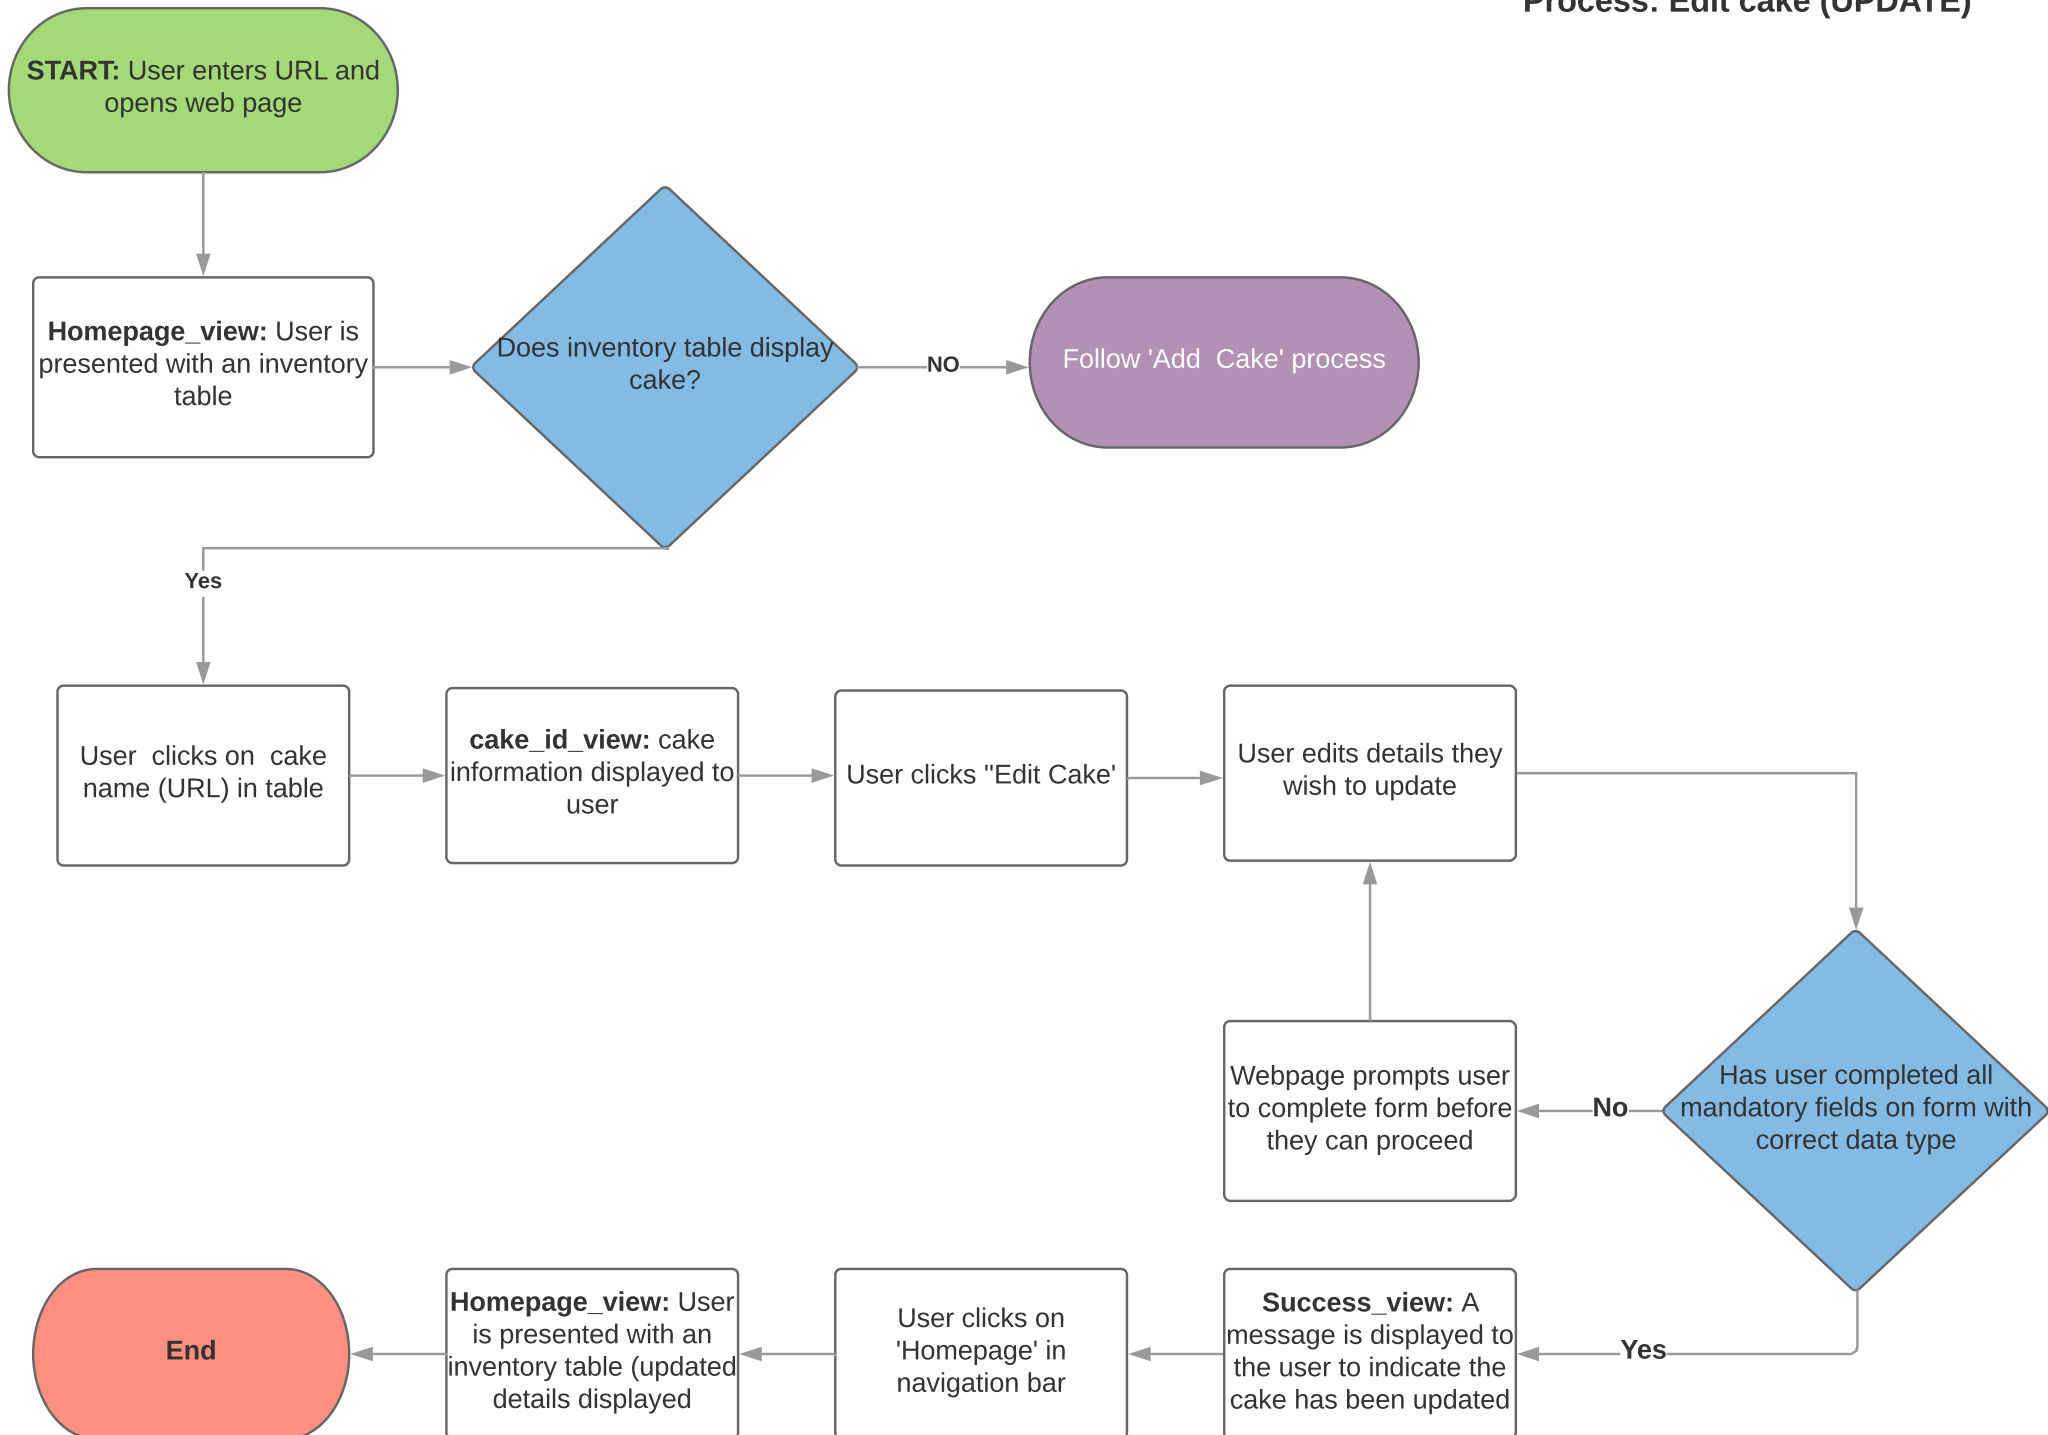 Process: Edit cake (UPDATE)
START: User enters URL and
opens web page
Homepage_view: User is
presented with an inventory
table
Does inventory table display
cake?
NO
Follow 'Add  Cake' process
Yes
User  clicks on  cake
name (URL) in table
cake_id_view: cake
information displayed to
user
User clicks "Edit Cake'
User edits details they
wish to update
Has user completed all
mandatory fields on form with
correct data type
No
Webpage prompts user
to complete form before
they can proceed
Yes
Success_view: A
message is displayed to
the user to indicate the
cake has been updated
User clicks on
'Homepage' in
navigation bar
Homepage_view: User
is presented with an
inventory table (updated
details displayed
End